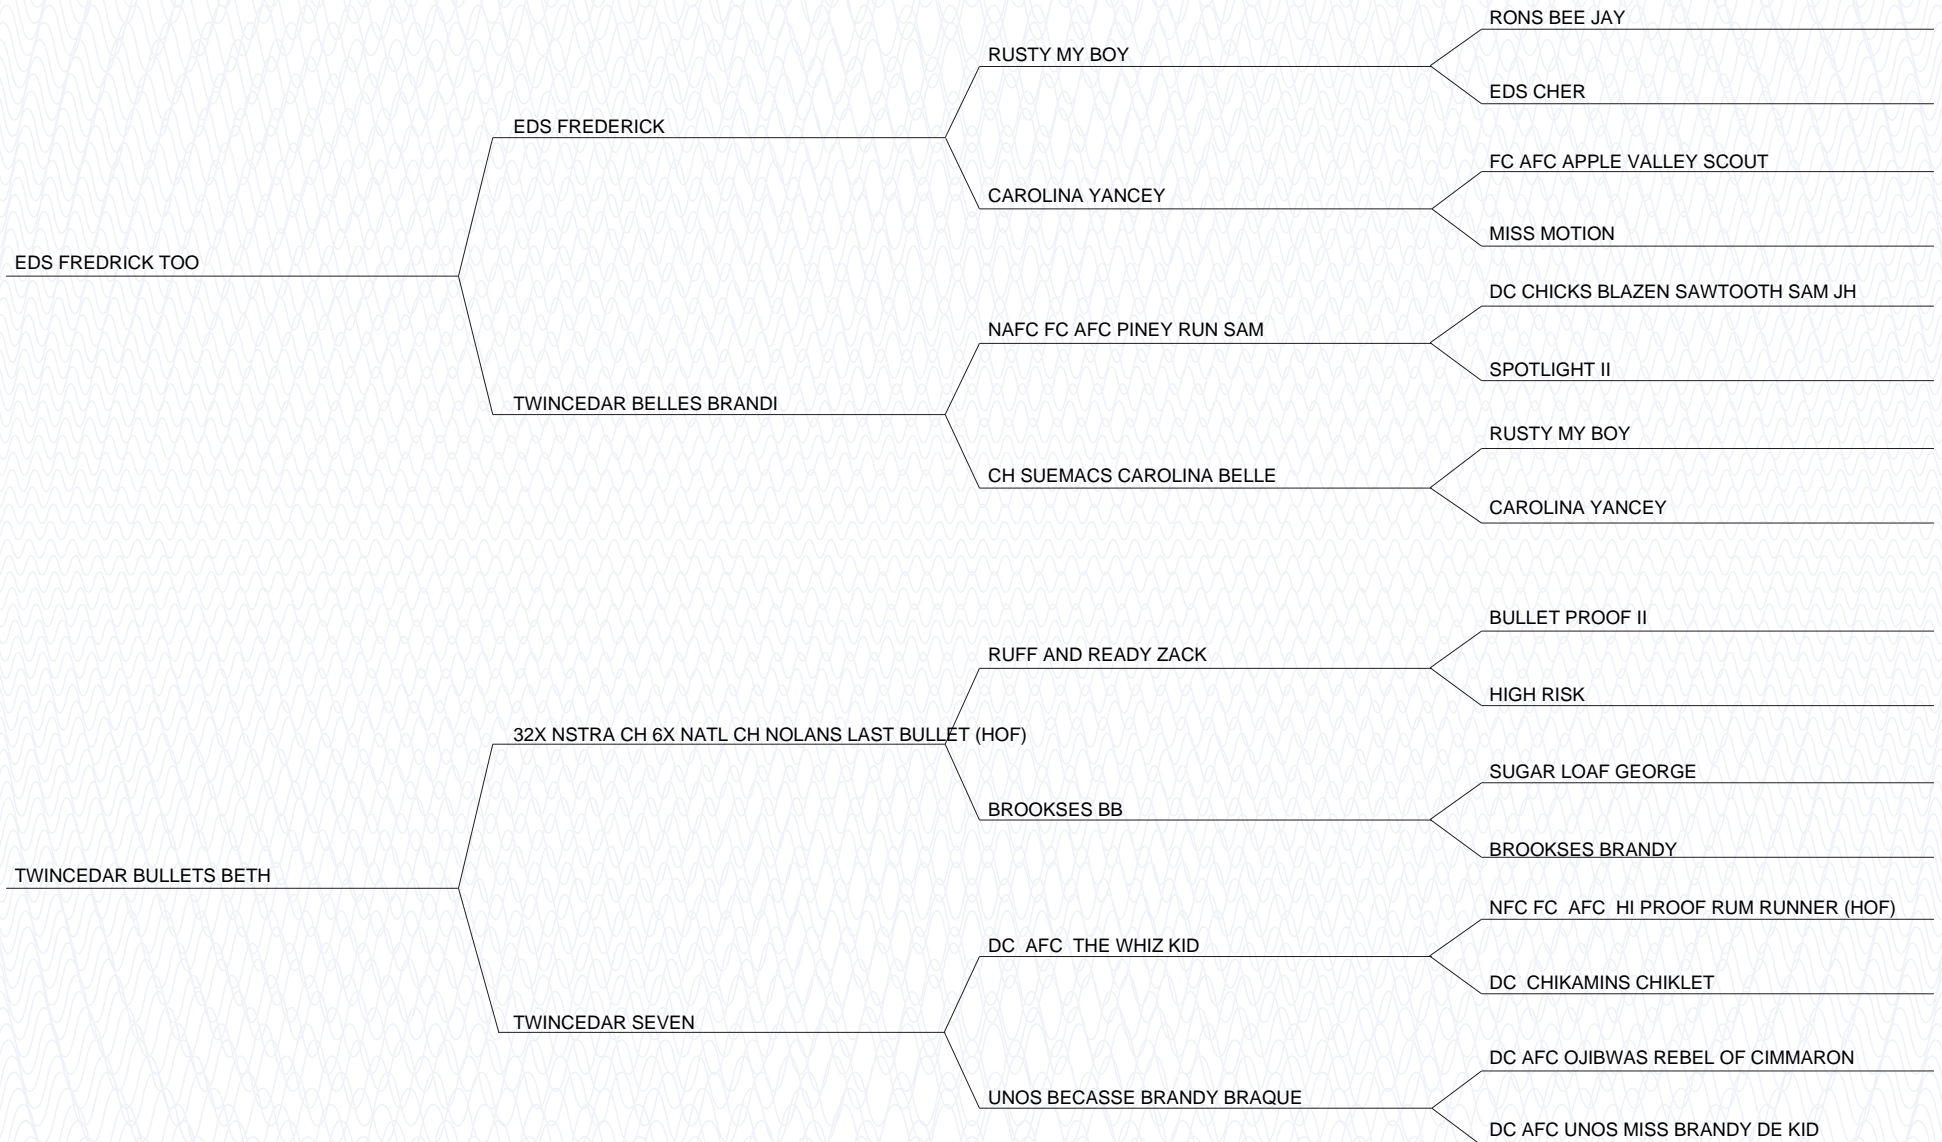 RONS BEE JAY
RUSTY MY BOY
EDS CHER
EDS FREDERICK
FC AFC APPLE VALLEY SCOUT
CAROLINA YANCEY
MISS MOTION
EDS FREDRICK TOO
DC CHICKS BLAZEN SAWTOOTH SAM JH
NAFC FC AFC PINEY RUN SAM
SPOTLIGHT II
TWINCEDAR BELLES BRANDI
RUSTY MY BOY
CH SUEMACS CAROLINA BELLE
CAROLINA YANCEY
BULLET PROOF II
RUFF AND READY ZACK
HIGH RISK
32X NSTRA CH 6X NATL CH NOLANS LAST BULLET (HOF)
SUGAR LOAF GEORGE
BROOKSES BB
BROOKSES BRANDY
TWINCEDAR BULLETS BETH
NFC FC  AFC  HI PROOF RUM RUNNER (HOF)
DC  AFC  THE WHIZ KID
DC  CHIKAMINS CHIKLET
TWINCEDAR SEVEN
DC AFC OJIBWAS REBEL OF CIMMARON
UNOS BECASSE BRANDY BRAQUE
DC AFC UNOS MISS BRANDY DE KID